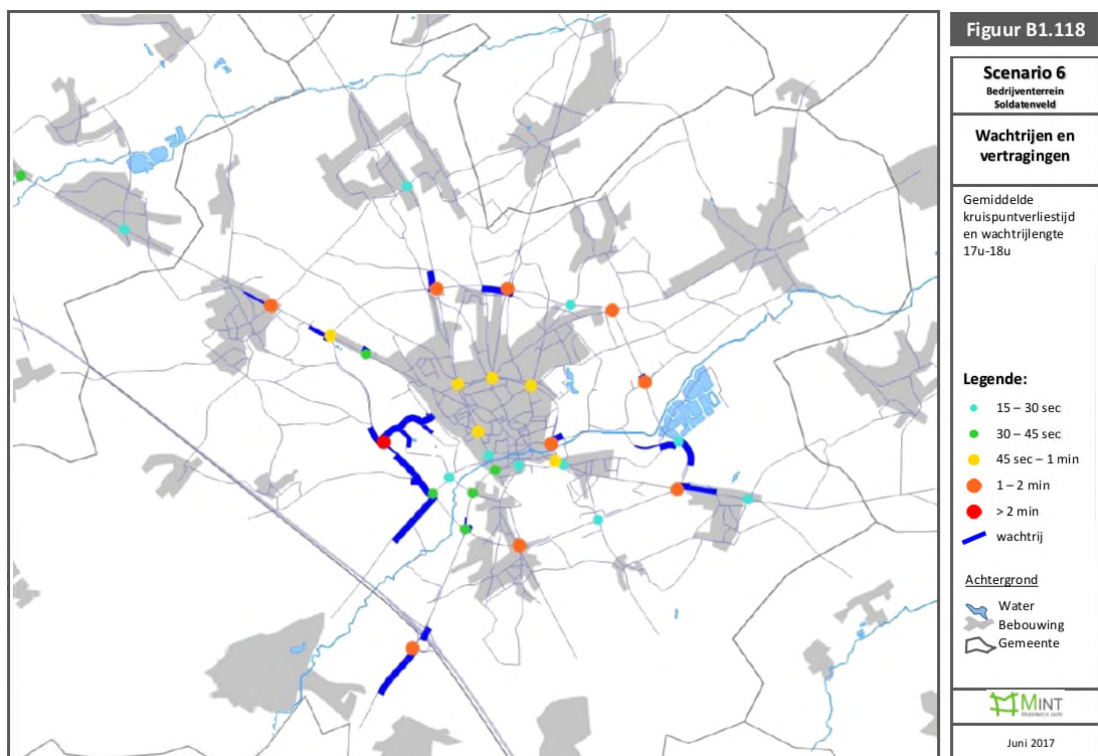 Figuur B1.118
Scenario 6
Bedrijventerrein
Soldatenveld
Wachtrijen en
vertragingen
Gemiddelde
kruispuntverliestijd
en wachtrijlengte
17u-18u
Legende:
15 – 30 sec
30 – 45 sec
45 sec – 1 min
1 – 2 min
> 2 min
wachtrij
Achtergrond
Water
Bebouwing
Gemeente
MINT
Juni 2017